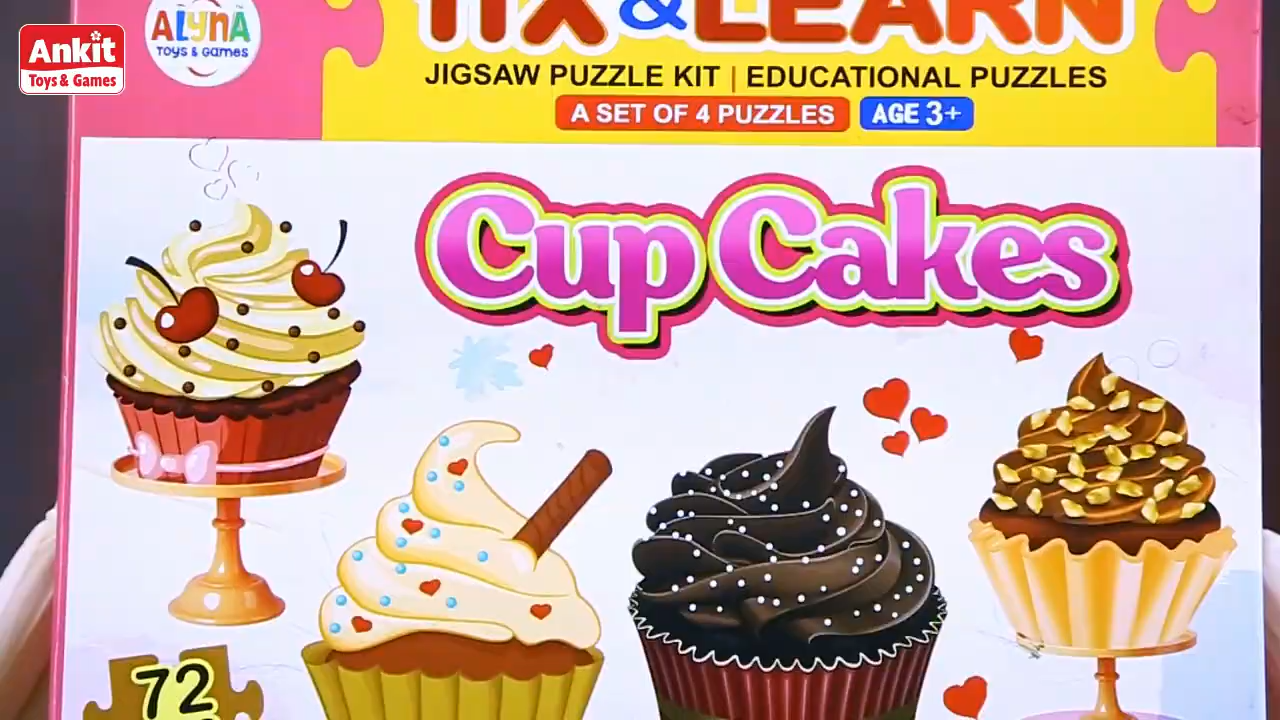 Ankit
Toys & Games
ALYNA
TOYS & GAMES
& LEARN
JIGSAW PUZZLE KIT | EDUCATIONAL PUZZLES
A SET OF 4 PUZZLES
AGE 3+
Cup Cakes
72